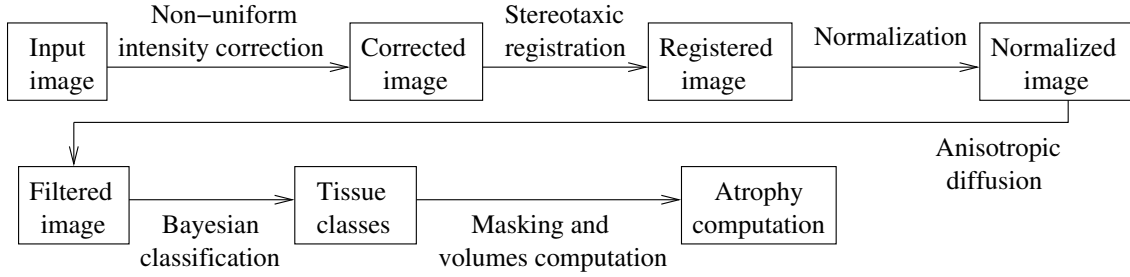 Input
image
Non−uniform
intensity correction
Corrected
image
Stereotaxic
registration
Registered
image
Normalization
Normalized
image
Anisotropic
diffusion
Filtered
image
Bayesian
classification
Tissue
classes
Masking and
volumes computation
Atrophy
computation